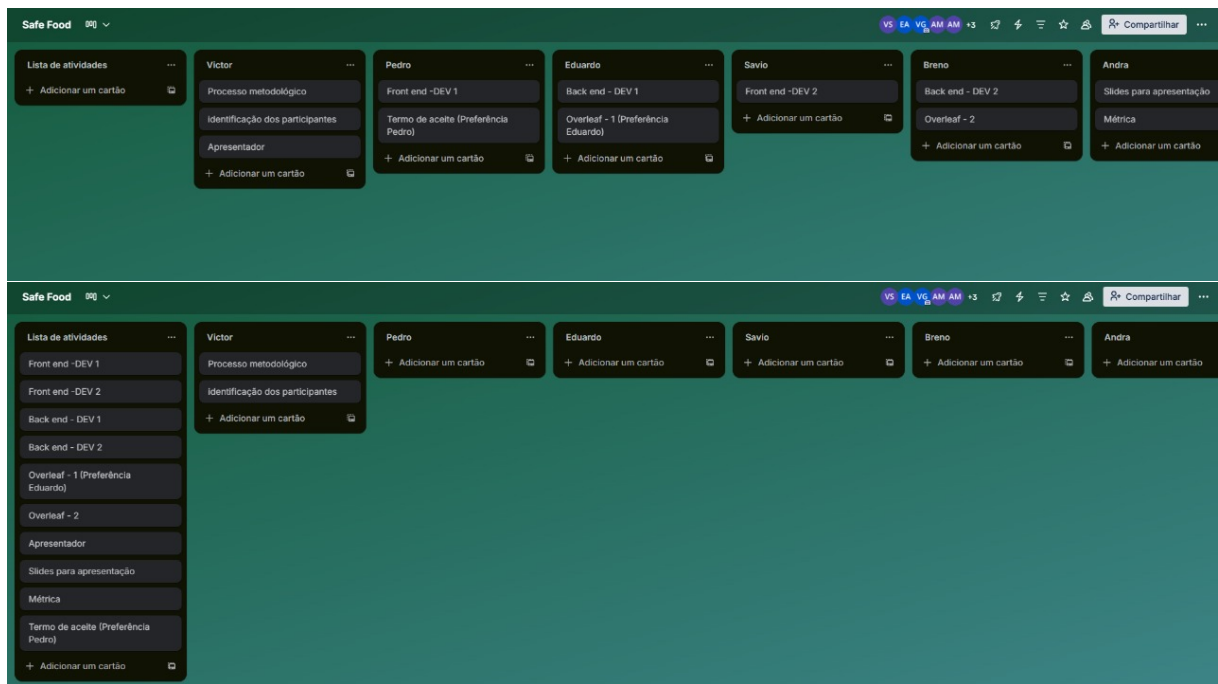 Safe Food
VS EA VG AM AM +3
Compartilhar
Lista de atividades
+ Adicionar um cartão
Victor
Processo metodológico
identificação dos participantes
Apresentador
+ Adicionar um cartão
Pedro
Front end -DEV 1
Termo de aceite (Preferência
Pedro)
+ Adicionar um cartão
Eduardo
Back end - DEV 1
Overleaf - 1 (Preferência
Eduardo)
+ Adicionar um cartão
Savio
Front end -DEV 2
+ Adicionar um cartão
Breno
Back end - DEV 2
Overleaf - 2
+ Adicionar um cartão
Andra
Slides para apresentação
Métrica
+ Adicionar um cartão
Safe Food
VS EA VG AM AM +3
Compartilhar
Lista de atividades
Front end -DEV 1
Front end -DEV 2
Back end - DEV 1
Back end - DEV 2
Overleaf - 1 (Preferência
Eduardo)
Overleaf - 2
Apresentador
Slides para apresentação
Métrica
Termo de aceite (Preferência
Pedro)
+ Adicionar um cartão
Victor
Processo metodológico
identificação dos participantes
+ Adicionar um cartão
Pedro
+ Adicionar um cartão
Eduardo
+ Adicionar um cartão
Savio
+ Adicionar um cartão
Breno
+ Adicionar um cartão
Andra
+ Adicionar um cartão